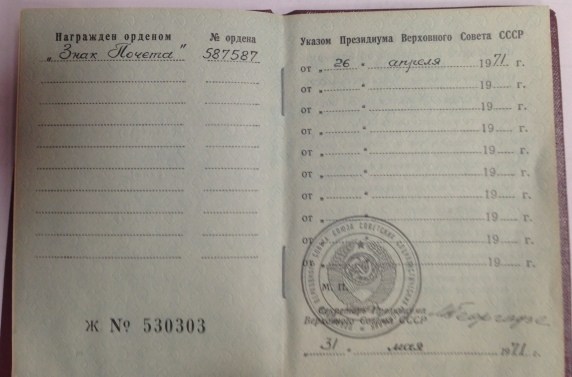 Награжден орденом № ордена
„Знак Почета" 587587
Ж № 530303
Указом Президиума Верховного Совета СССР
от „ 26 " апреля 1971 г.
от „ " 19 г.
от „ " 19 г.
от „ " 19 г.
от „ " 19 г.
от „ " 19 г.
от „ " 19 г.
от „ " 19 г.
от „ " 19 г.
от „ " 19 г.
М. П.
Секретарь Президиума
Верховного Совета СССР
„ 31 " мая 1971 г.